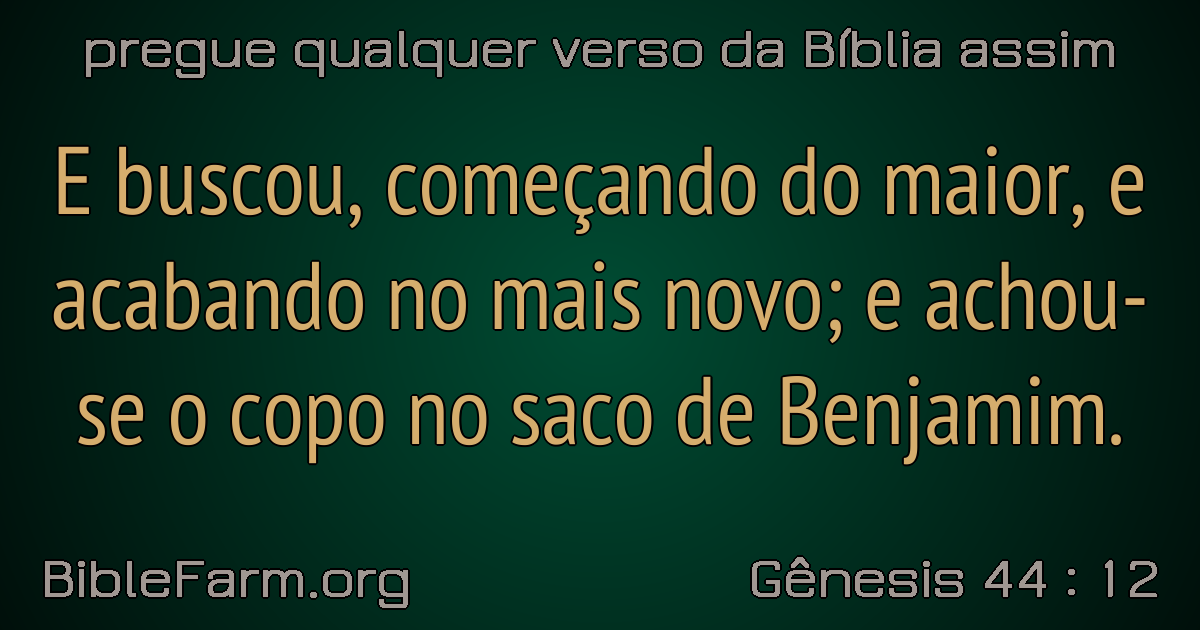 pregue qualquer verso da Bíblia assim
E buscou, começando do maior, e
acabando no mais novo; e achou-
se o copo no saco de Benjamim.
BibleFarm.org
Gênesis 44 : 12